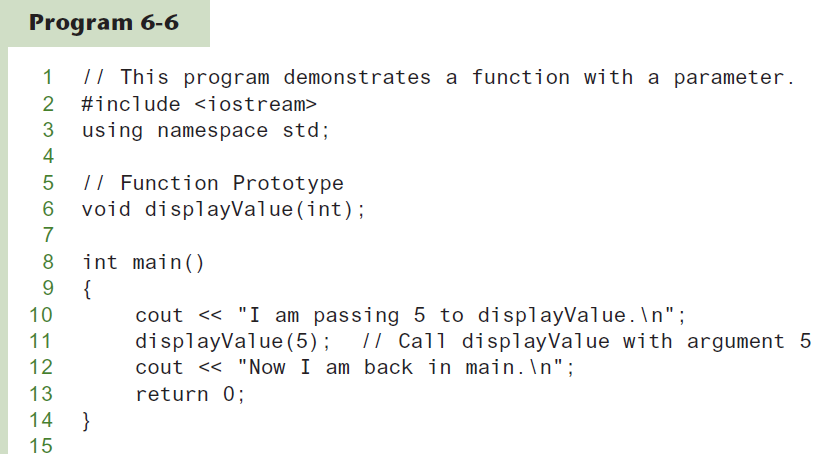 Program 6-6
1 // This program demonstrates a function with a parameter.
2 #include <iostream>
3 using namespace std;
4
5 // Function Prototype
6 void displayValue(int);
7
8 int main()
9 {
10 cout << "I am passing 5 to displayValue.\n";
11 displayValue(5); // Call displayValue with argument 5
12 cout << "Now I am back in main.\n";
13 return 0;
14 }
15